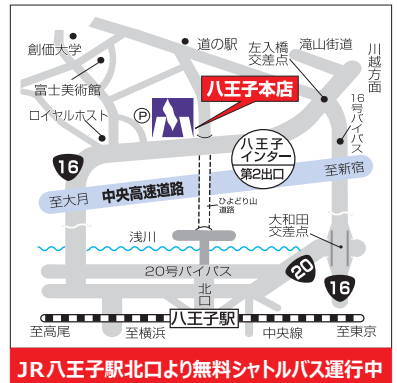 創価大学
道の駅
左入橋
交差点
滝山街道
川越方面
富士美術館
八王子本店
ロイヤルホスト
P
16号バイパス
八王子
インター
第2出口
16
中央高速道路
至大月
至新宿
ひよどり山
道路
大和田
交差点
浅川
20号バイパス
20
16
北口
八王子駅
至高尾
至横浜
中央線
至東京
JR八王子駅北口より無料シャトルバス運行中